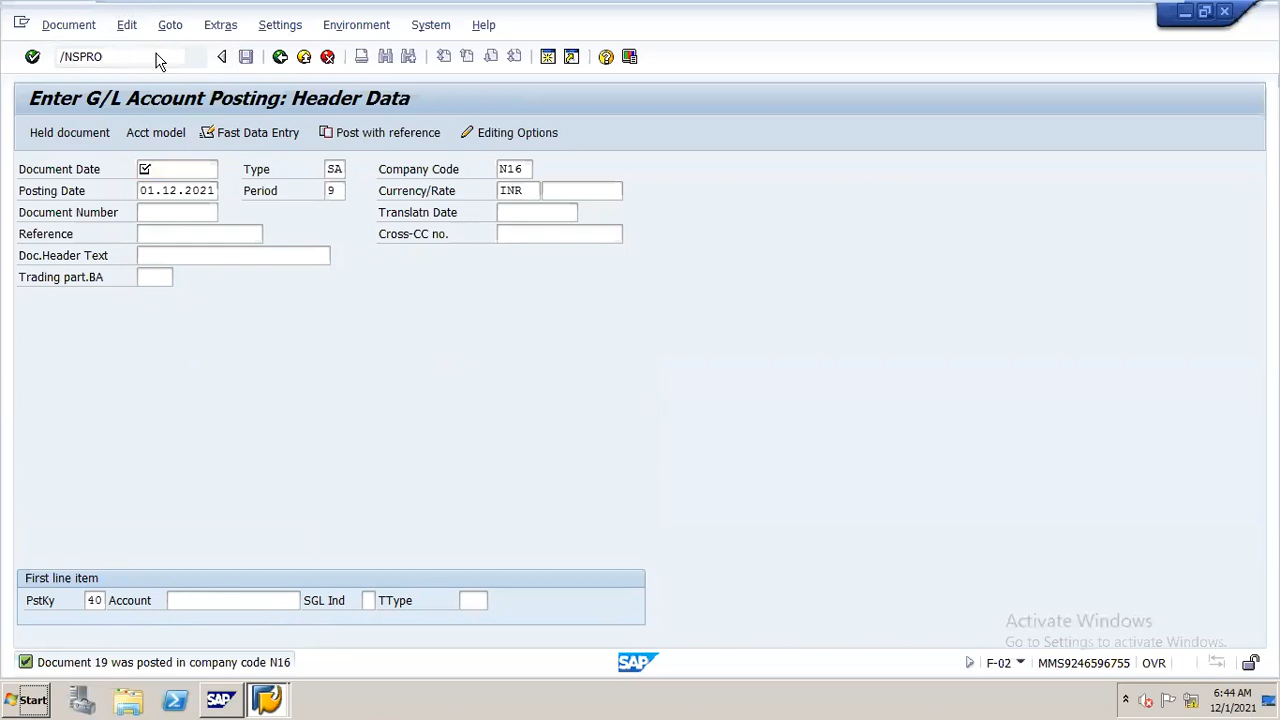 Document Edit Goto Extras Settings Environment System Help
/NSPRO
Enter G/L Account Posting: Header Data
Held document Acct model Fast Data Entry Post with reference Editing Options
Document Date Type SA Company Code N16
Posting Date 01.12.2021 Period 9 Currency/Rate INR
Document Number Translatn Date
Reference Cross-CC no.
Doc.Header Text
Trading part.BA
First line item
PstKy 40 Account SGL Ind TType
Activate Windows
Go to Settings to activate Windows.
Document 19 was posted in company code N16 SAP F-02 MMS9246596755 OVR
Start SAP 6:44 AM
12/1/2021